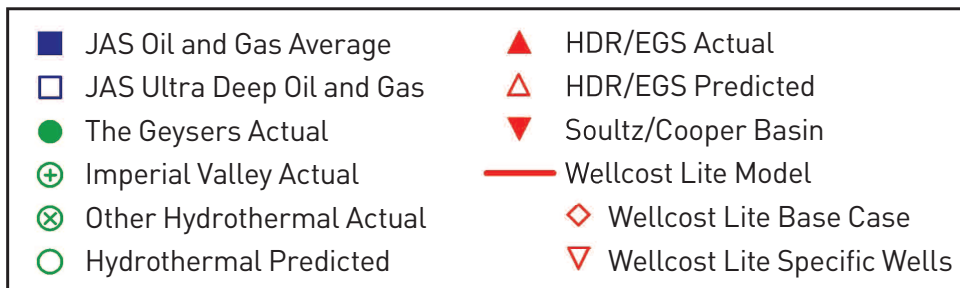 JAS Oil and Gas Average
JAS Ultra Deep Oil and Gas
The Geysers Actual
Imperial Valley Actual
Other Hydrothermal Actual
Hydrothermal Predicted
HDR/EGS Actual
HDR/EGS Predicted
Soultz/Cooper Basin
Wellcost Lite Model
Wellcost Lite Base Case
Wellcost Lite Specific Wells